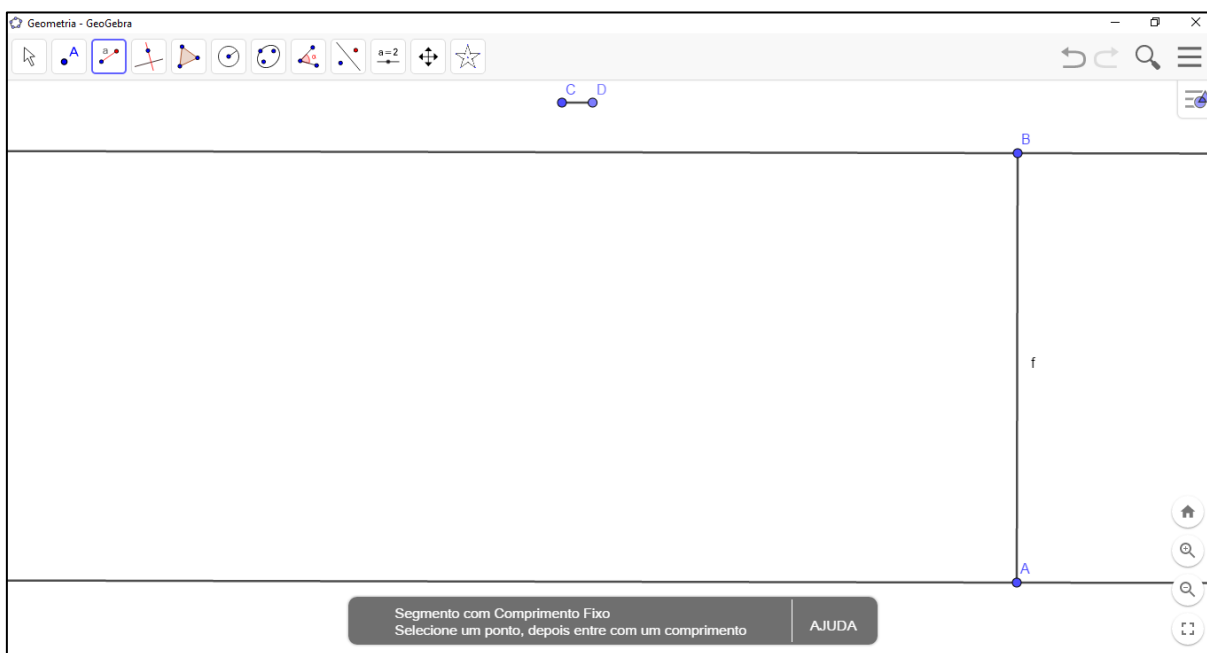 Geometria - GeoGebra
A
a
α
a=2
C D
B
f
A
Segmento com Comprimento Fixo
Selecione um ponto, depois entre com um comprimento
AJUDA